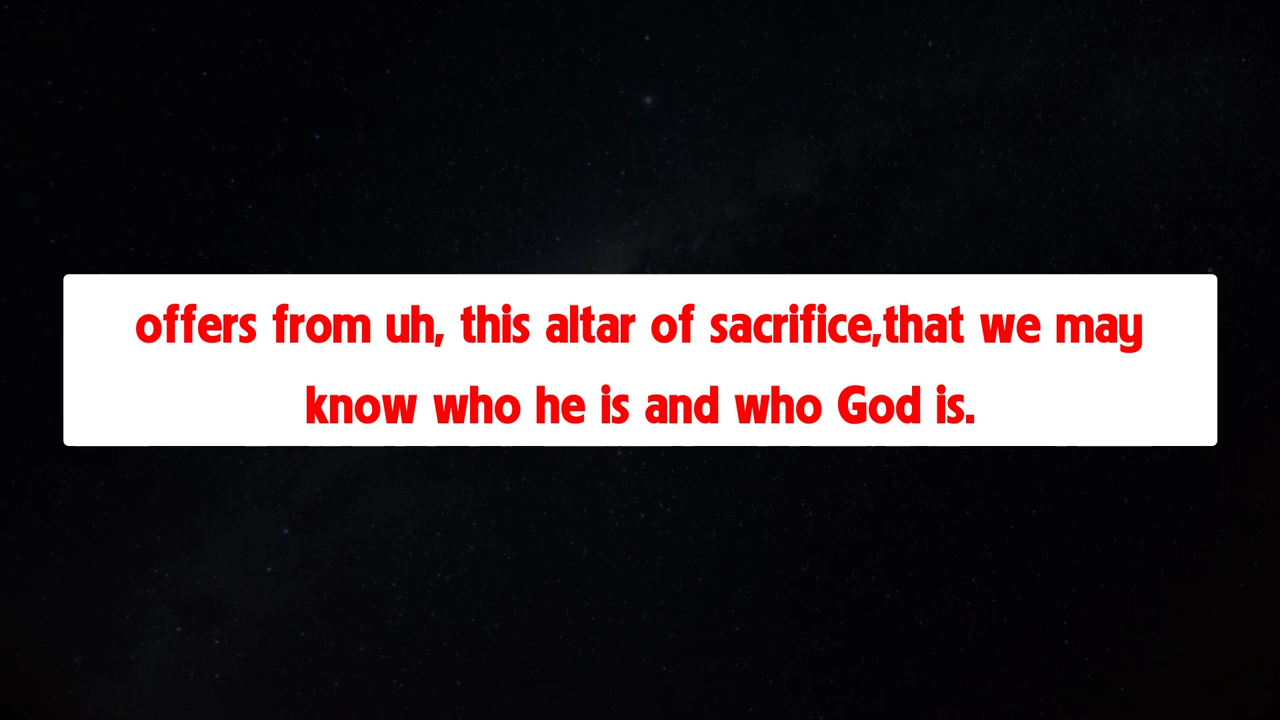 offers from uh, this altar of sacrifice,that we may
know who he is and who God is.